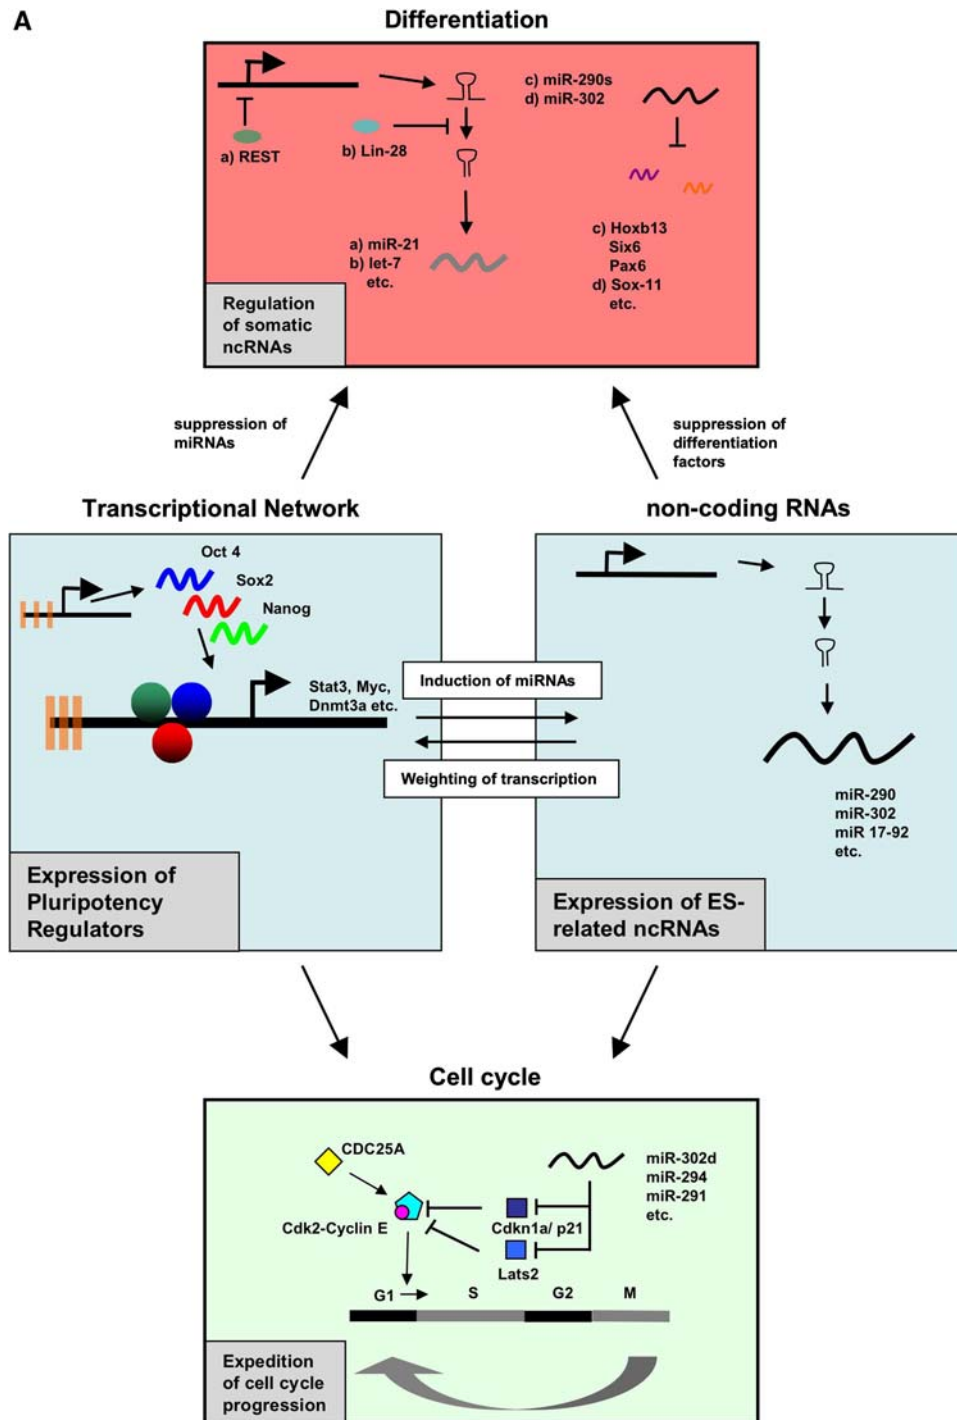 A
Differentiation
a) REST
b) Lin-28
a) miR-21
b) let-7
etc.
c) miR-290s
d) miR-302
c) Hoxb13
Six6
Pax6
d) Sox-11
etc.
Regulation
of somatic
ncRNAs
suppression of
miRNAs
suppression of
differentiation
factors
Transcriptional Network
Oct 4
Sox2
Nanog
Stat3, Myc,
Dnmt3a etc.
Expression of
Pluripotency
Regulators
Induction of miRNAs
Weighting of transcription
non-coding RNAs
miR-290
miR-302
miR 17-92
etc.
Expression of ES-
related ncRNAs
Cell cycle
CDC25A
Cdk2-Cyclin E
Cdkn1a/ p21
Lats2
miR-302d
miR-294
miR-291
etc.
G1 S G2 M
Expedition
of cell cycle
progression